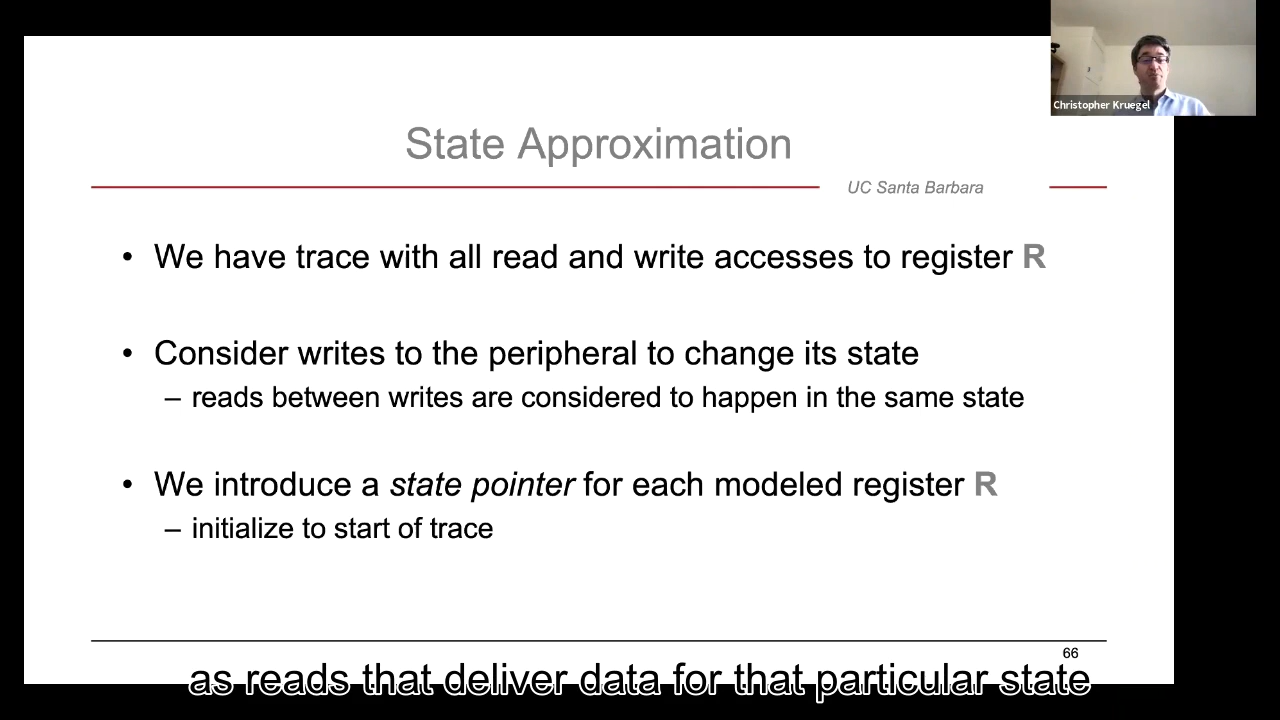 Christopher Kruegel
State Approximation
UC Santa Barbara
• We have trace with all read and write accesses to register R
• Consider writes to the peripheral to change its state
– reads between writes are considered to happen in the same state
• We introduce a state pointer for each modeled register R
– initialize to start of trace
66
as reads that deliver data for that particular state